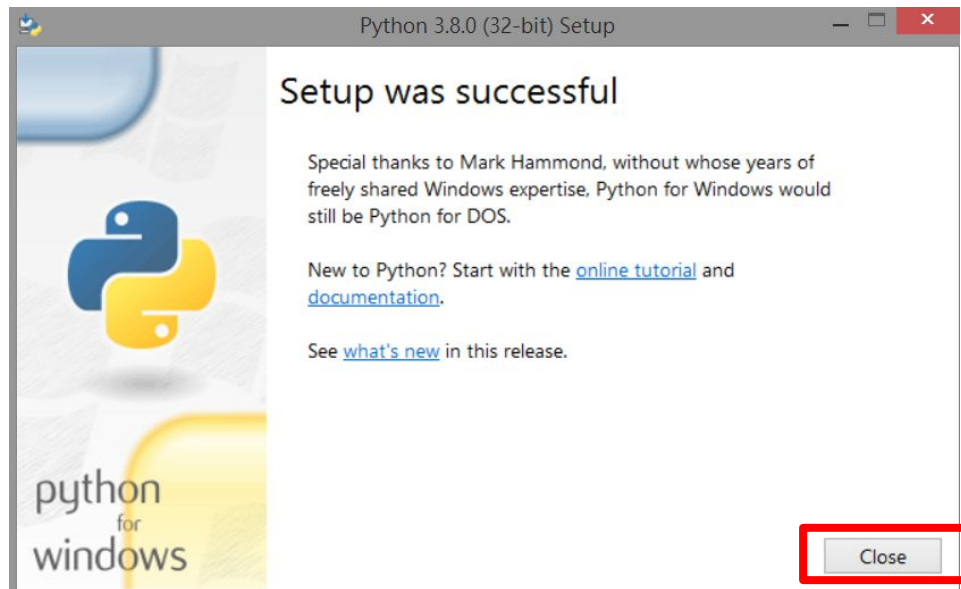 Python 3.8.0 (32-bit) Setup
Setup was successful
Special thanks to Mark Hammond, without whose years of
freely shared Windows expertise, Python for Windows would
still be Python for DOS.
New to Python? Start with the online tutorial and
documentation.
See what's new in this release.
python
for
windows
Close